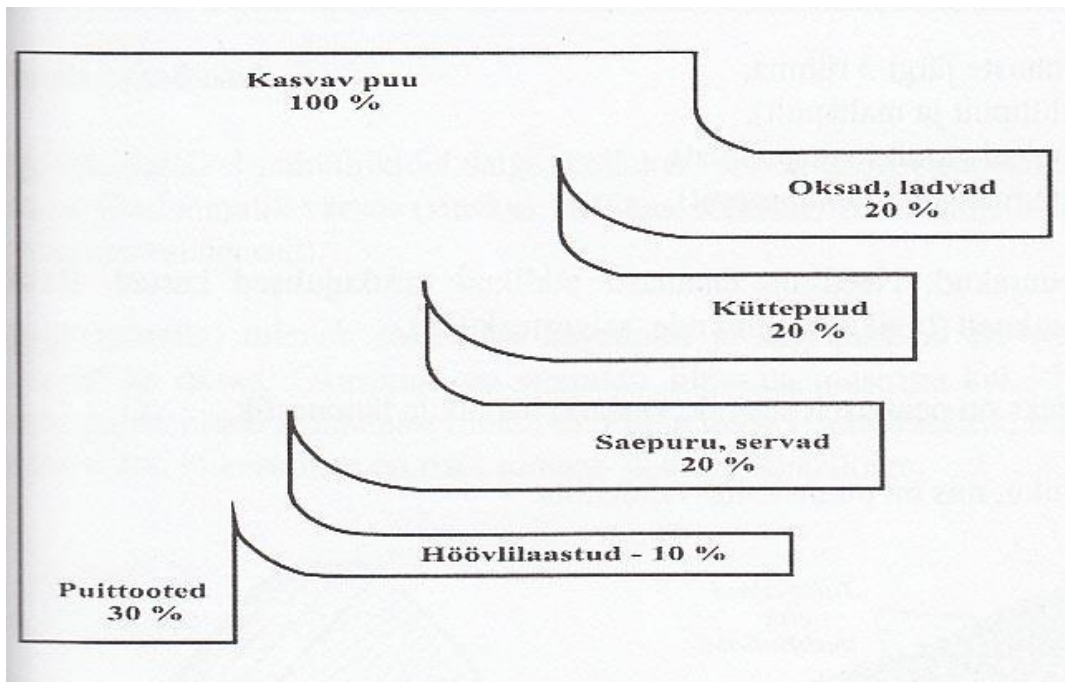 Kasvav puu
100 %
Oksad, ladvad
20 %
Küttepuud
20 %
Saepuru, servad
20 %
Höövlilaastud - 10 %
Puittooted
30 %